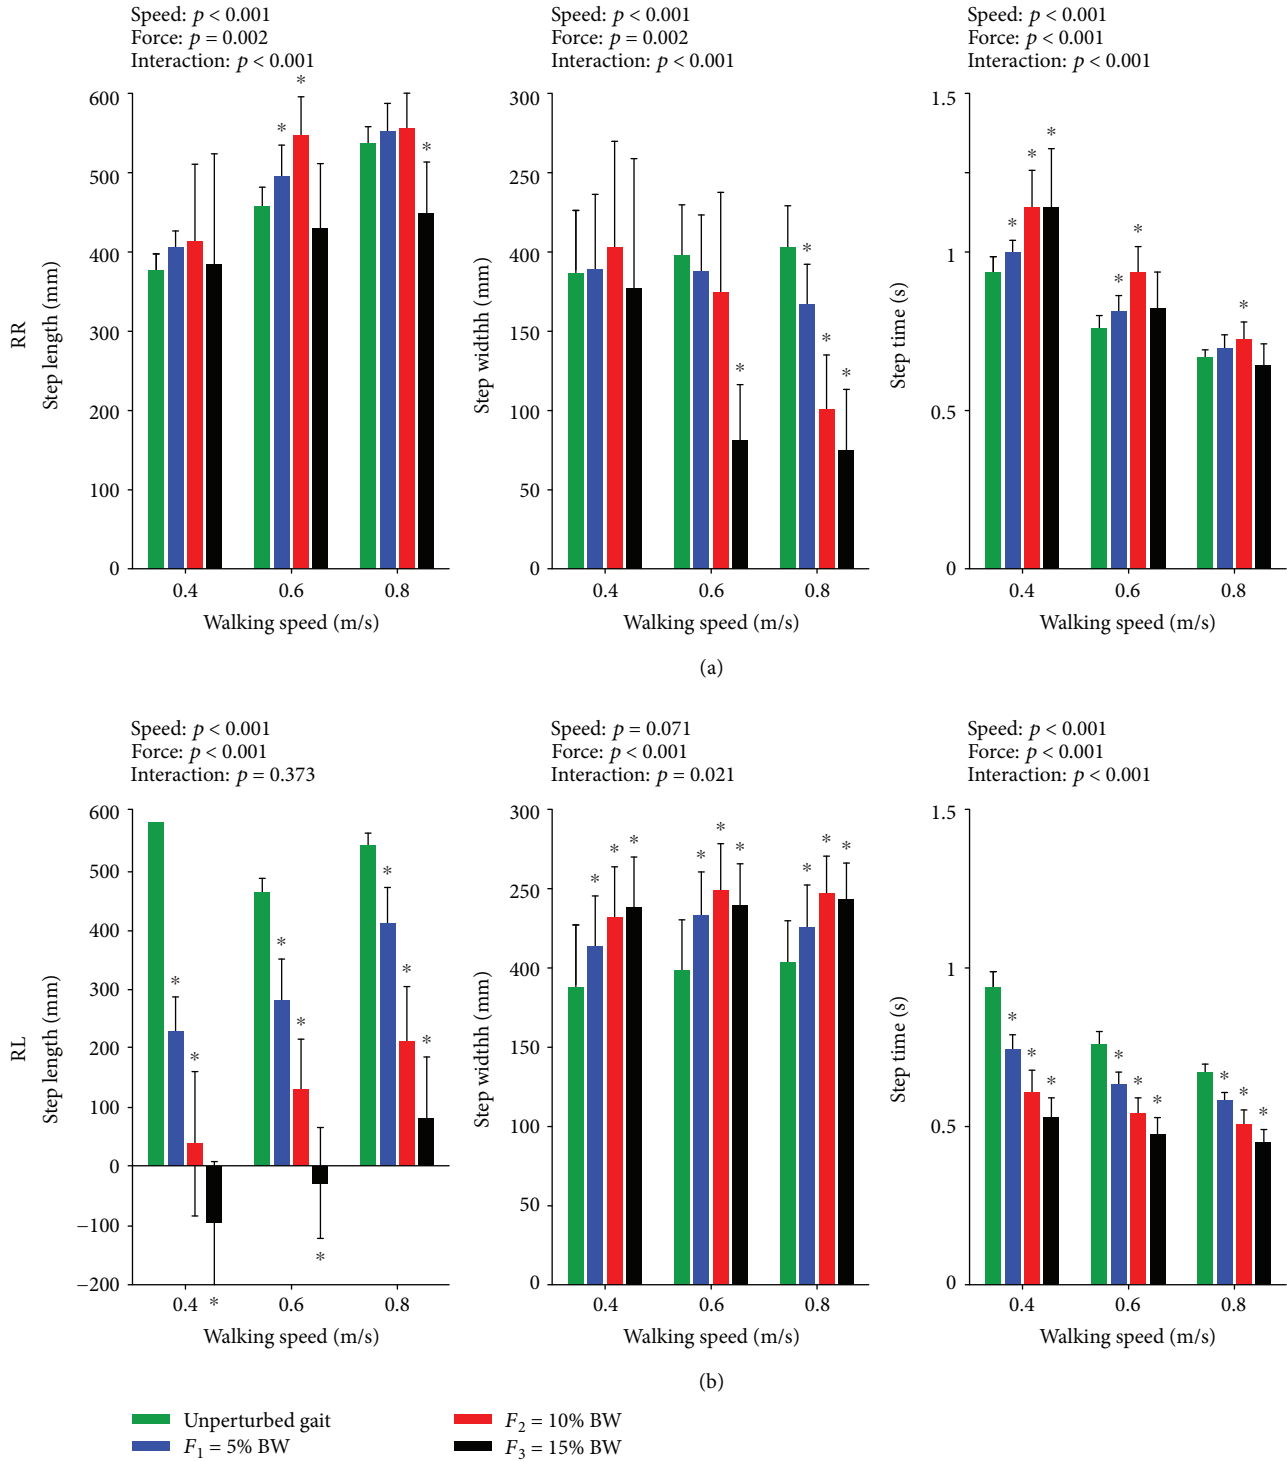 Speed: p < 0.001
Force: p = 0.002
Interaction: p < 0.001
Speed: p < 0.001
Force: p = 0.002
Interaction: p < 0.001
Speed: p < 0.001
Force: p < 0.001
Interaction: p < 0.001
RR
Step length (mm)
600
500
400
300
200
100
0
* * *
0.4 0.6 0.8
Walking speed (m/s)
Step widthh (mm)
300
250
400
150
100
50
0
* * * *
0.4 0.6 0.8
Walking speed (m/s)
Step time (s)
1.5
1
0.5
0
* * * * * *
0.4 0.6 0.8
Walking speed (m/s)
(a)
Speed: p < 0.001
Force: p < 0.001
Interaction: p = 0.373
Speed: p = 0.071
Force: p < 0.001
Interaction: p = 0.021
Speed: p < 0.001
Force: p < 0.001
Interaction: p < 0.001
RL
Step length (mm)
600
500
400
300
200
100
0
−100
−200
* * * * * * * * *
0.4 0.6 0.8
Walking speed (m/s)
Step widthh (mm)
300
250
400
150
100
50
0
* * * * * * * * *
0.4 0.6 0.8
Walking speed (m/s)
Step time (s)
1.5
1
0.5
0
* * * * * * * * *
0.4 0.6 0.8
Walking speed (m/s)
(b)
Unperturbed gait
F1 = 5% BW
F2 = 10% BW
F3 = 15% BW